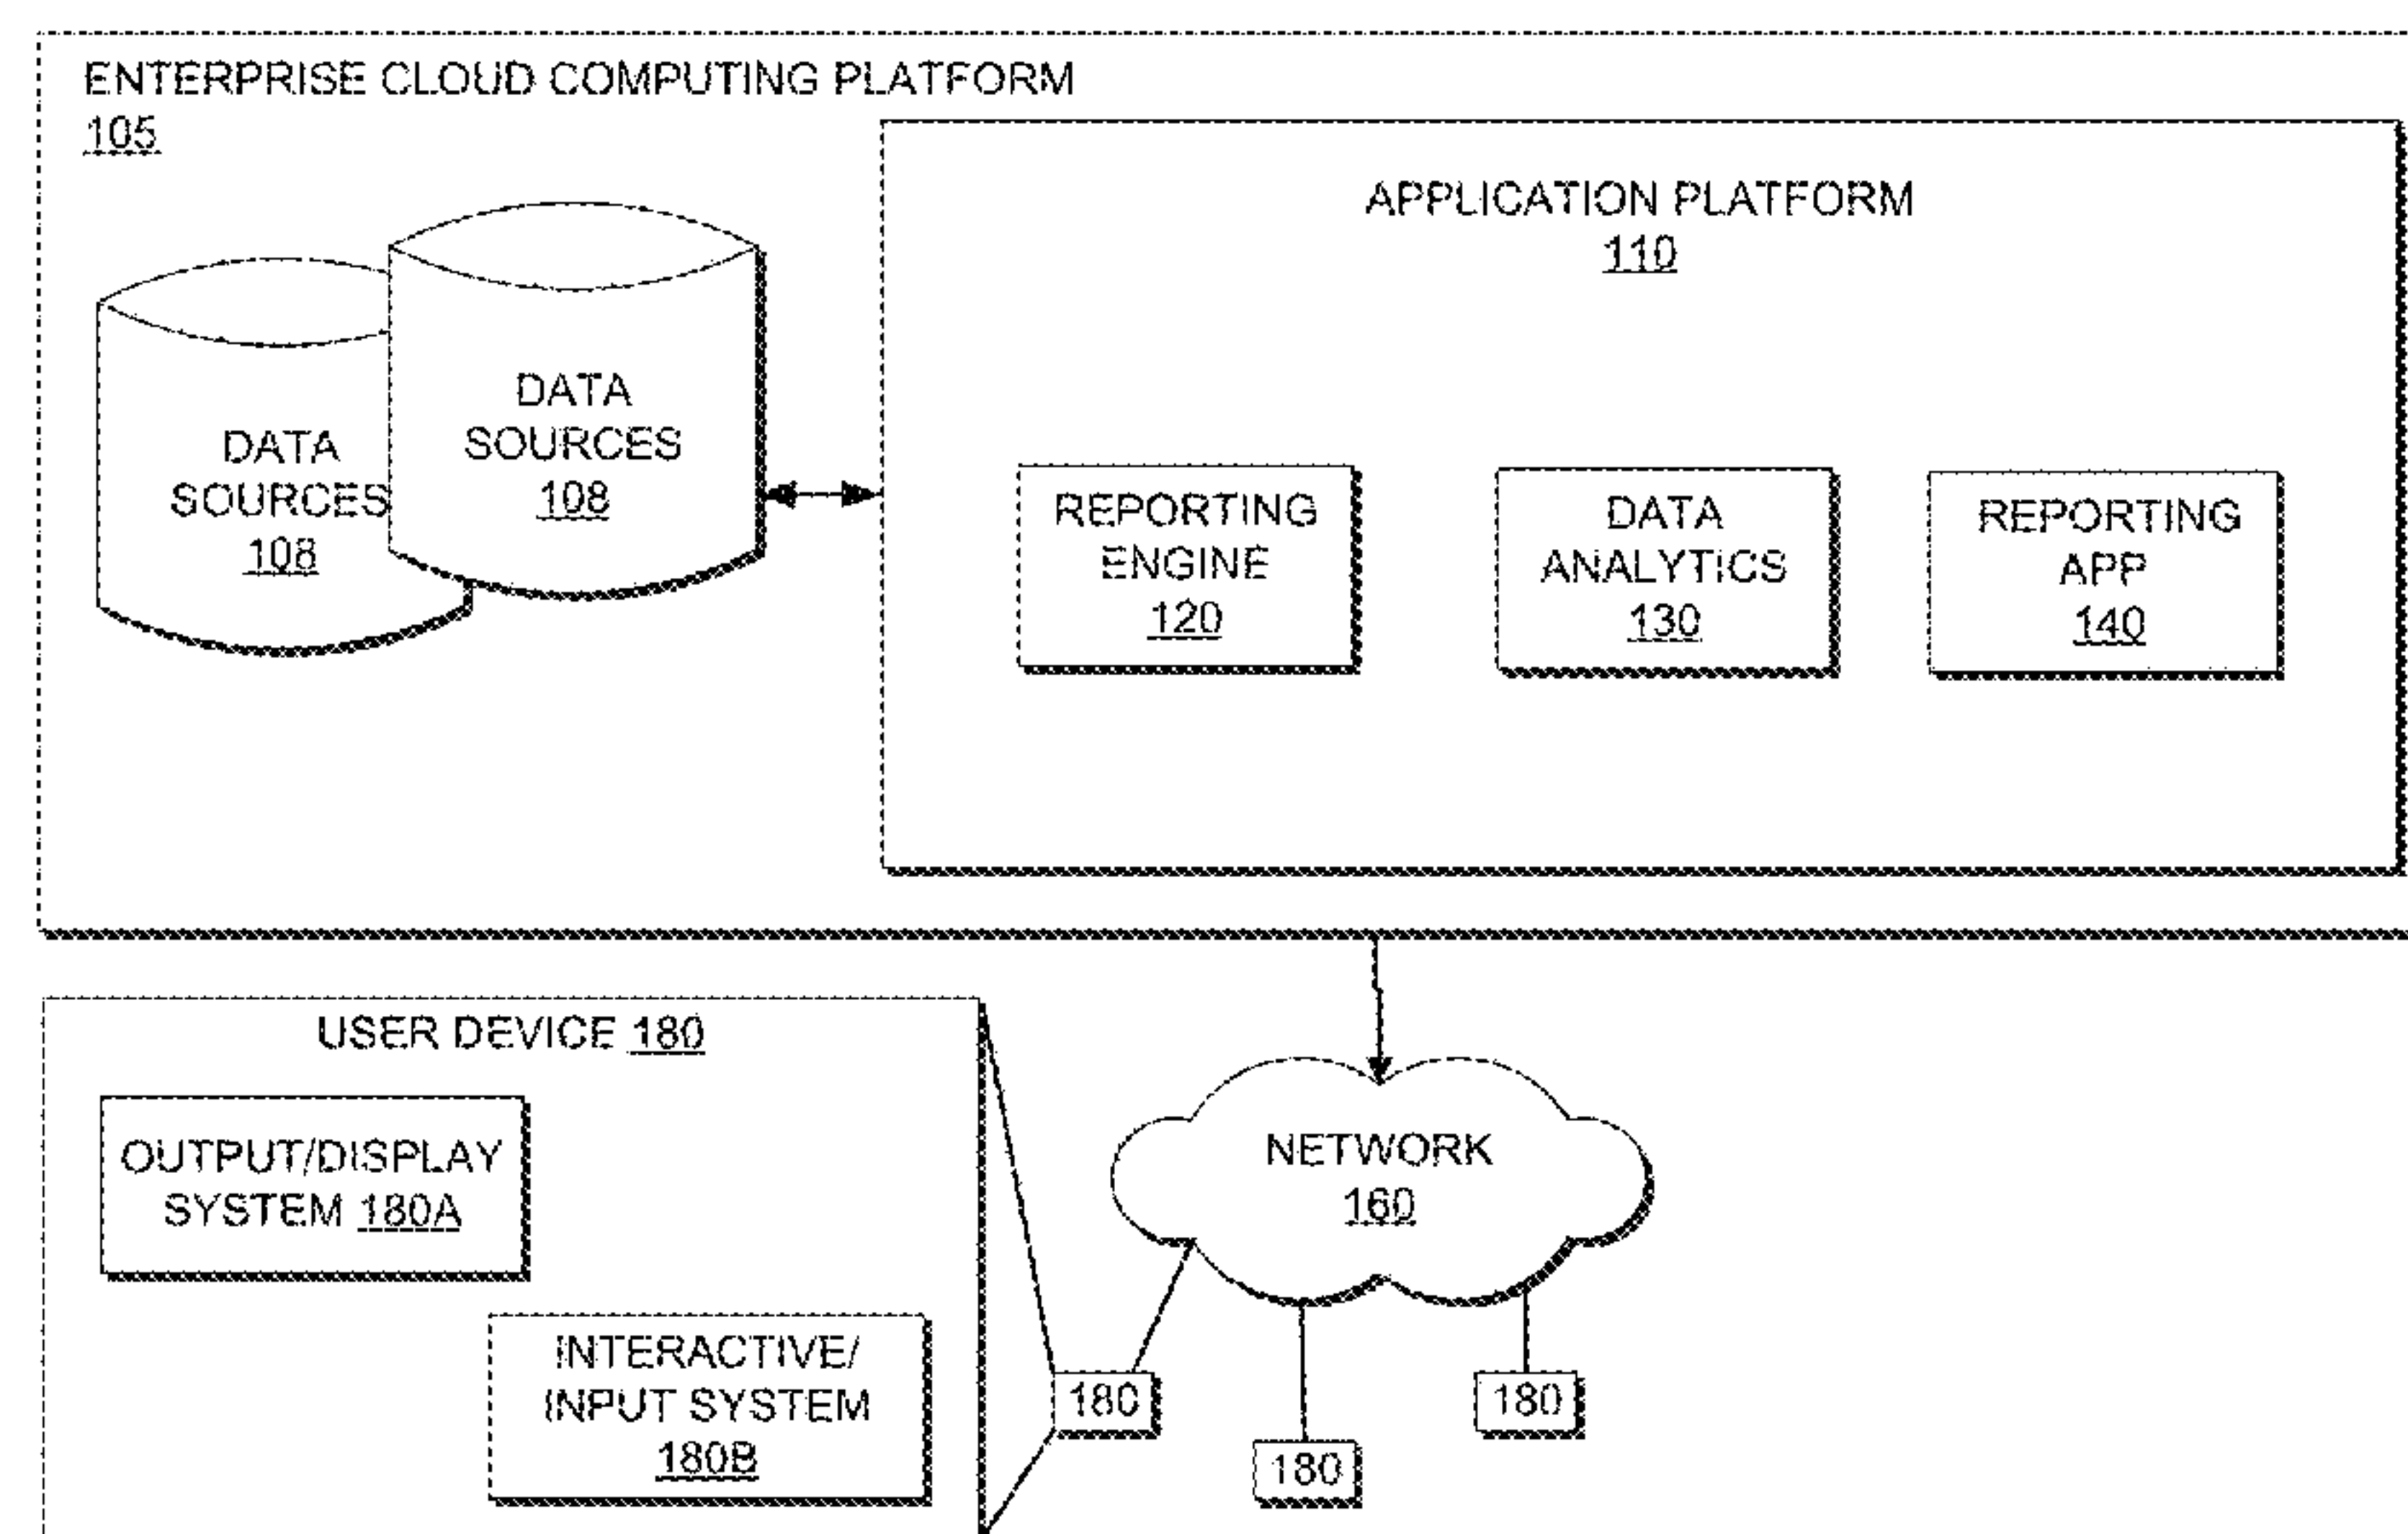 ENTERPRISE CLOUD COMPUTING PLATFORM
105
APPLICATION PLATFORM
110
DATA
SOURCES
108
DATA
SOURCES
108
REPORTING
ENGINE
120
DATA
ANALYTICS
130
REPORTING
APP
140
USER DEVICE 180
OUTPUT/DISPLAY
SYSTEM 180A
INTERACTIVE/
INPUT SYSTEM
180B
NETWORK
160
180
180
180